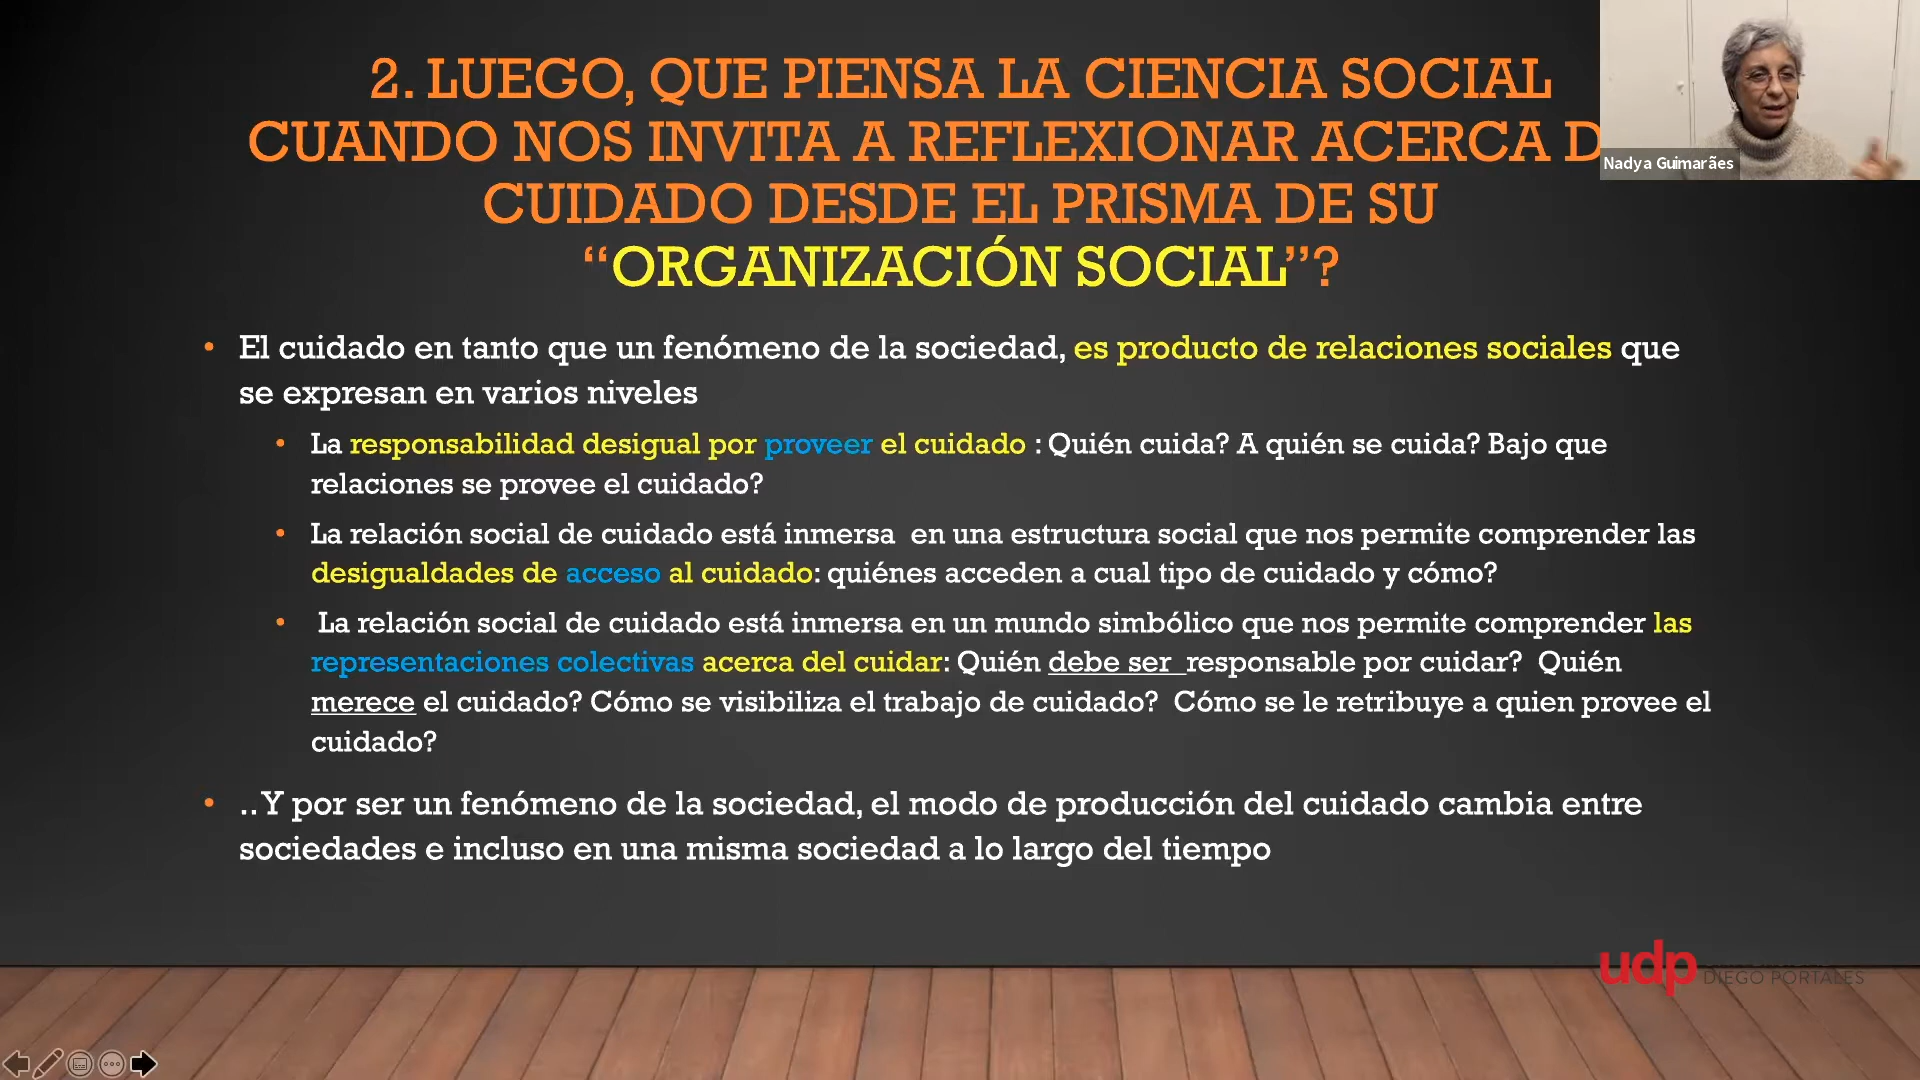 2. LUEGO, QUE PIENSA LA CIENCIA SOCIAL
CUANDO NOS INVITA A REFLEXIONAR ACERCA D
CUIDADO DESDE EL PRISMA DE SU
“ORGANIZACIÓN SOCIAL”?
Nadya Guimarães
• El cuidado en tanto que un fenómeno de la sociedad, es producto de relaciones sociales que
se expresan en varios niveles
• La responsabilidad desigual por proveer el cuidado : Quién cuida? A quién se cuida? Bajo que
relaciones se provee el cuidado?
• La relación social de cuidado está inmersa en una estructura social que nos permite comprender las
desigualdades de acceso al cuidado: quiénes acceden a cual tipo de cuidado y cómo?
• La relación social de cuidado está inmersa en un mundo simbólico que nos permite comprender las
representaciones colectivas acerca del cuidar: Quién debe ser responsable por cuidar? Quién
merece el cuidado? Cómo se visibiliza el trabajo de cuidado? Cómo se le retribuye a quien provee el
cuidado?
• ..Y por ser un fenómeno de la sociedad, el modo de producción del cuidado cambia entre
sociedades e incluso en una misma sociedad a lo largo del tiempo
udp
DIEGO PORTALES